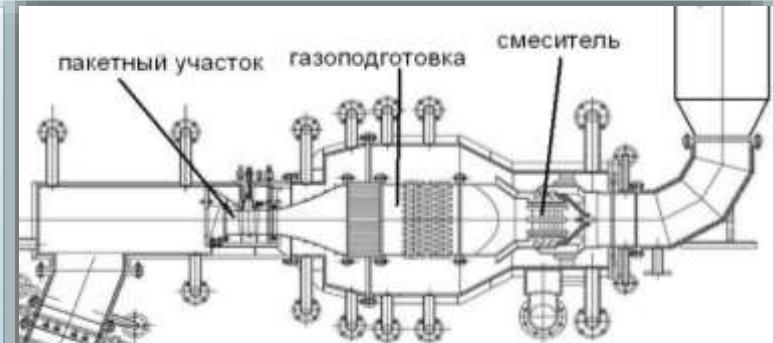 пакетный участок
газоподготовка
смеситель